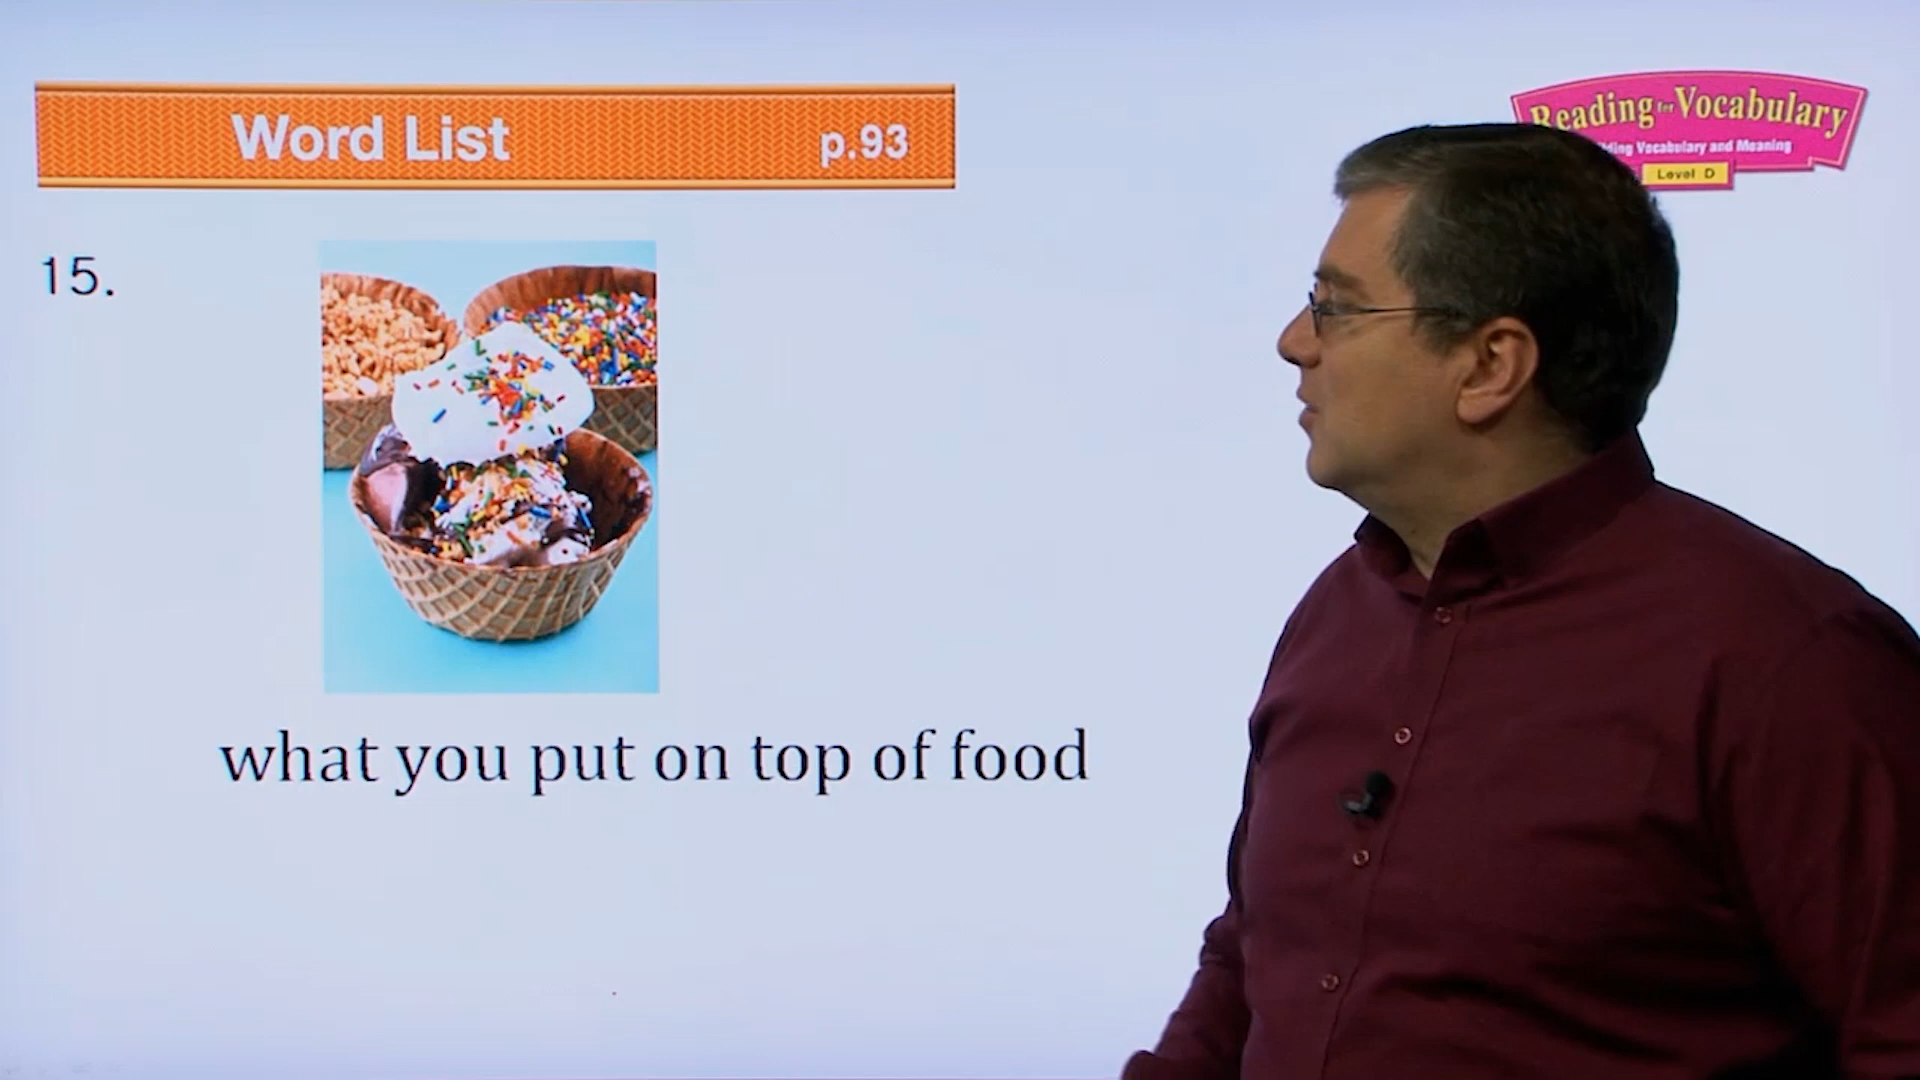 Word List p.93
Reading for Vocabulary
Vocabulary and Meaning
Level D
15.
what you put on top of food